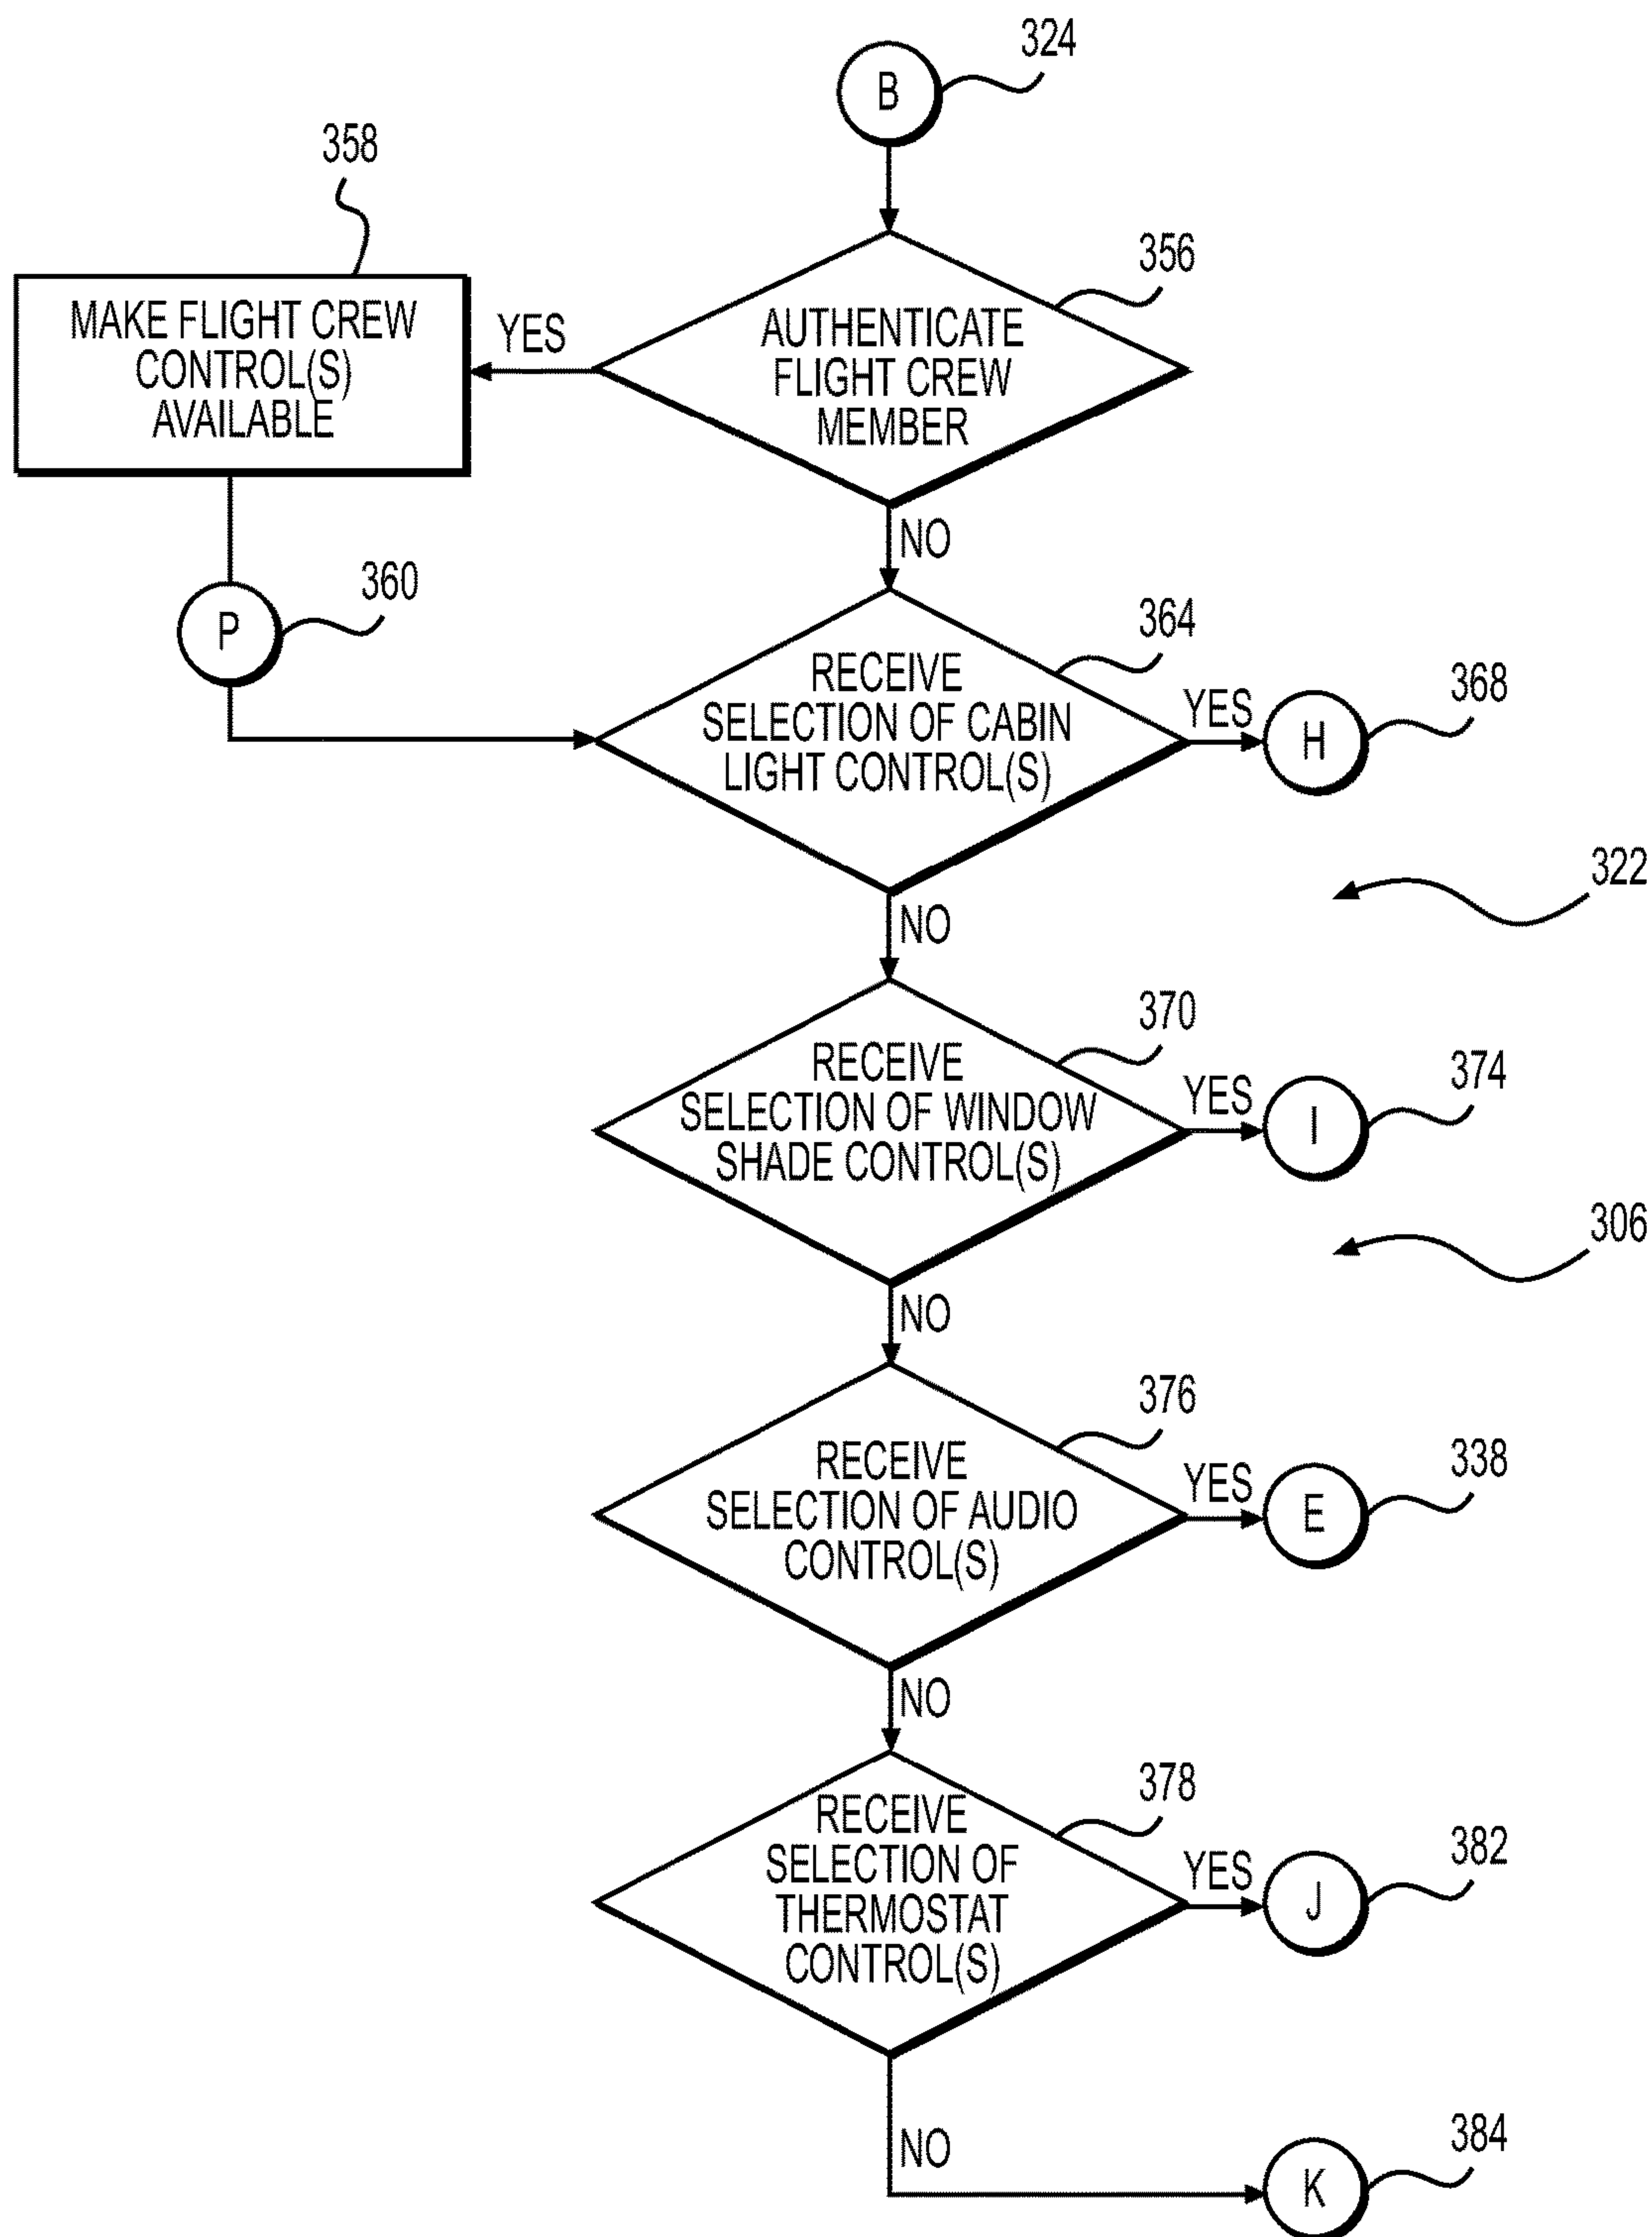 324
B
358
356
MAKE FLIGHT CREW
CONTROL(S)
AVAILABLE
YES
AUTHENTICATE
FLIGHT CREW
MEMBER
NO
360
P
364
RECEIVE
SELECTION OF CABIN
LIGHT CONTROL(S)
YES
H
368
322
NO
370
RECEIVE
SELECTION OF WINDOW
SHADE CONTROL(S)
YES
I
374
306
NO
376
RECEIVE
SELECTION OF AUDIO
CONTROL(S)
YES
E
338
NO
378
RECEIVE
SELECTION OF
THERMOSTAT
CONTROL(S)
YES
J
382
NO
K
384